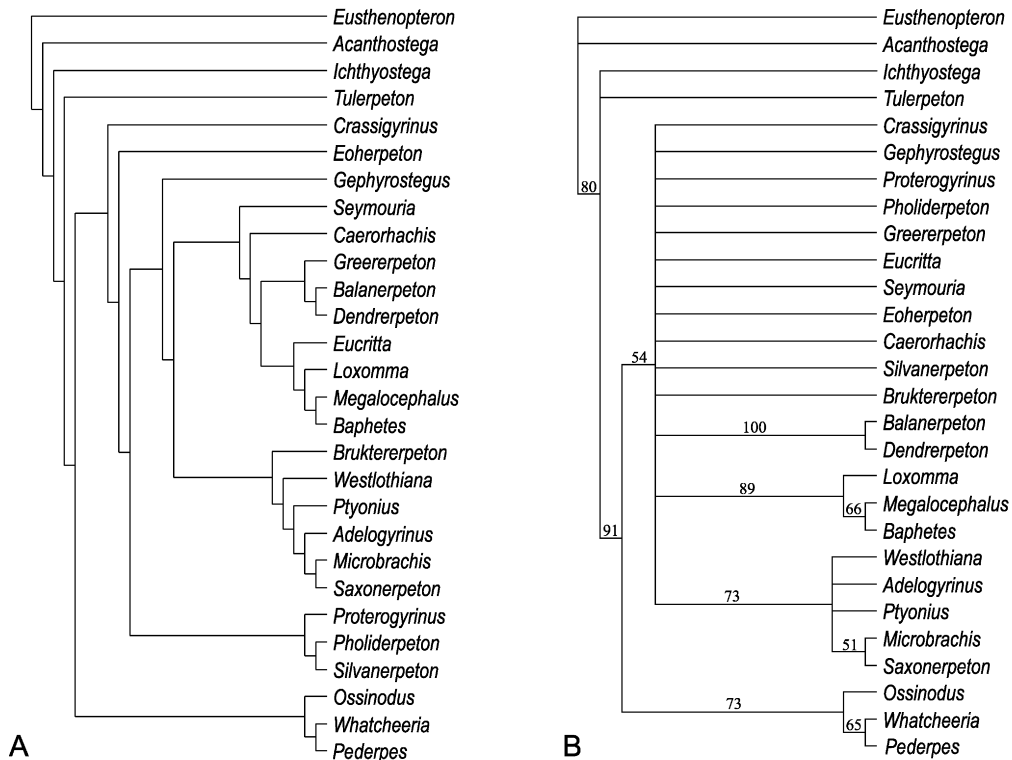 Eusthenopteron
Acanthostega
Ichthyostega
Tulerpeton
Crassigyrinus
Eoherpeton
Gephyrostegus
Seymouria
Caerorhachis
Greererpeton
Balanerpeton
Dendrerpeton
Eucritta
Loxomma
Megalocephalus
Baphetes
Bruktererpeton
Westlothiana
Ptyonius
Adelogyrinus
Microbrachis
Saxonerpeton
Proterogyrinus
Pholiderpeton
Silvanerpeton
Ossinodus
Whatcheeria
Pederpes
A
Eusthenopteron
Acanthostega
Ichthyostega
Tulerpeton
Crassigyrinus
Gephyrostegus
80
Proterogyrinus
Pholiderpeton
Greererpeton
Eucritta
Seymouria
Eoherpeton
Caerorhachis
54
Silvanerpeton
Bruktererpeton
Balanerpeton
100
Dendrerpeton
Loxomma
89
Megalocephalus
66
Baphetes
91
Westlothiana
Adelogyrinus
73
Ptyonius
Microbrachis
51
Saxonerpeton
Ossinodus
73
Whatcheeria
65
Pederpes
B